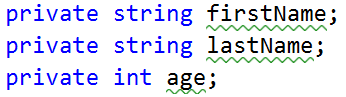 private string firstName;
private string lastName;
private int age;